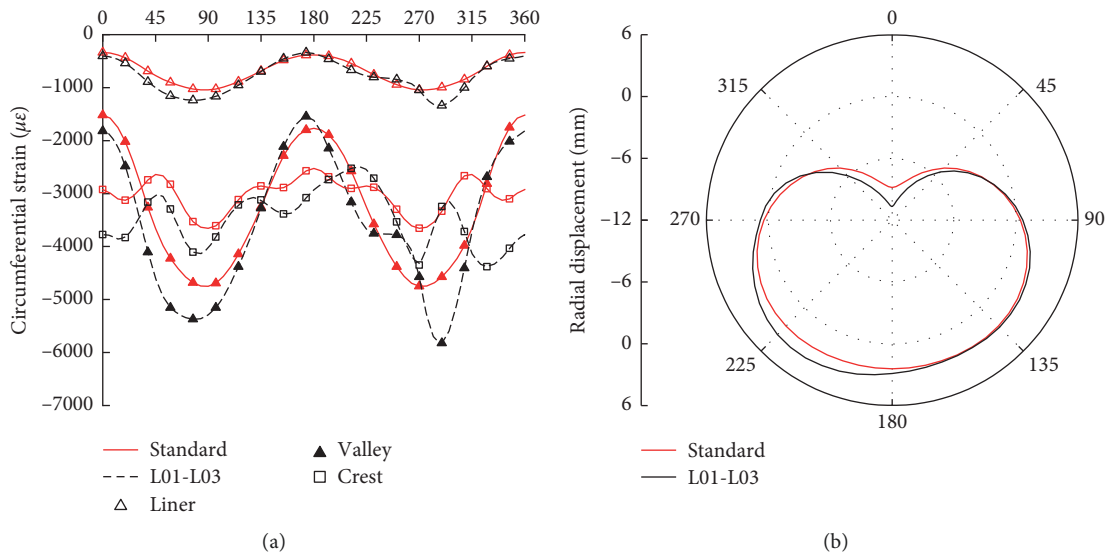 0 45 90 135 180 225 270 315 360
0
−1000
−2000
−3000
−4000
−5000
−6000
−7000
Circumferential strain (με)
Standard
L01-L03
Liner
Valley
Crest
(a)
6
0
−6
−12
−6
0
6
Radial displacement (mm)
0
45
90
135
180
225
270
315
Standard
L01-L03
(b)